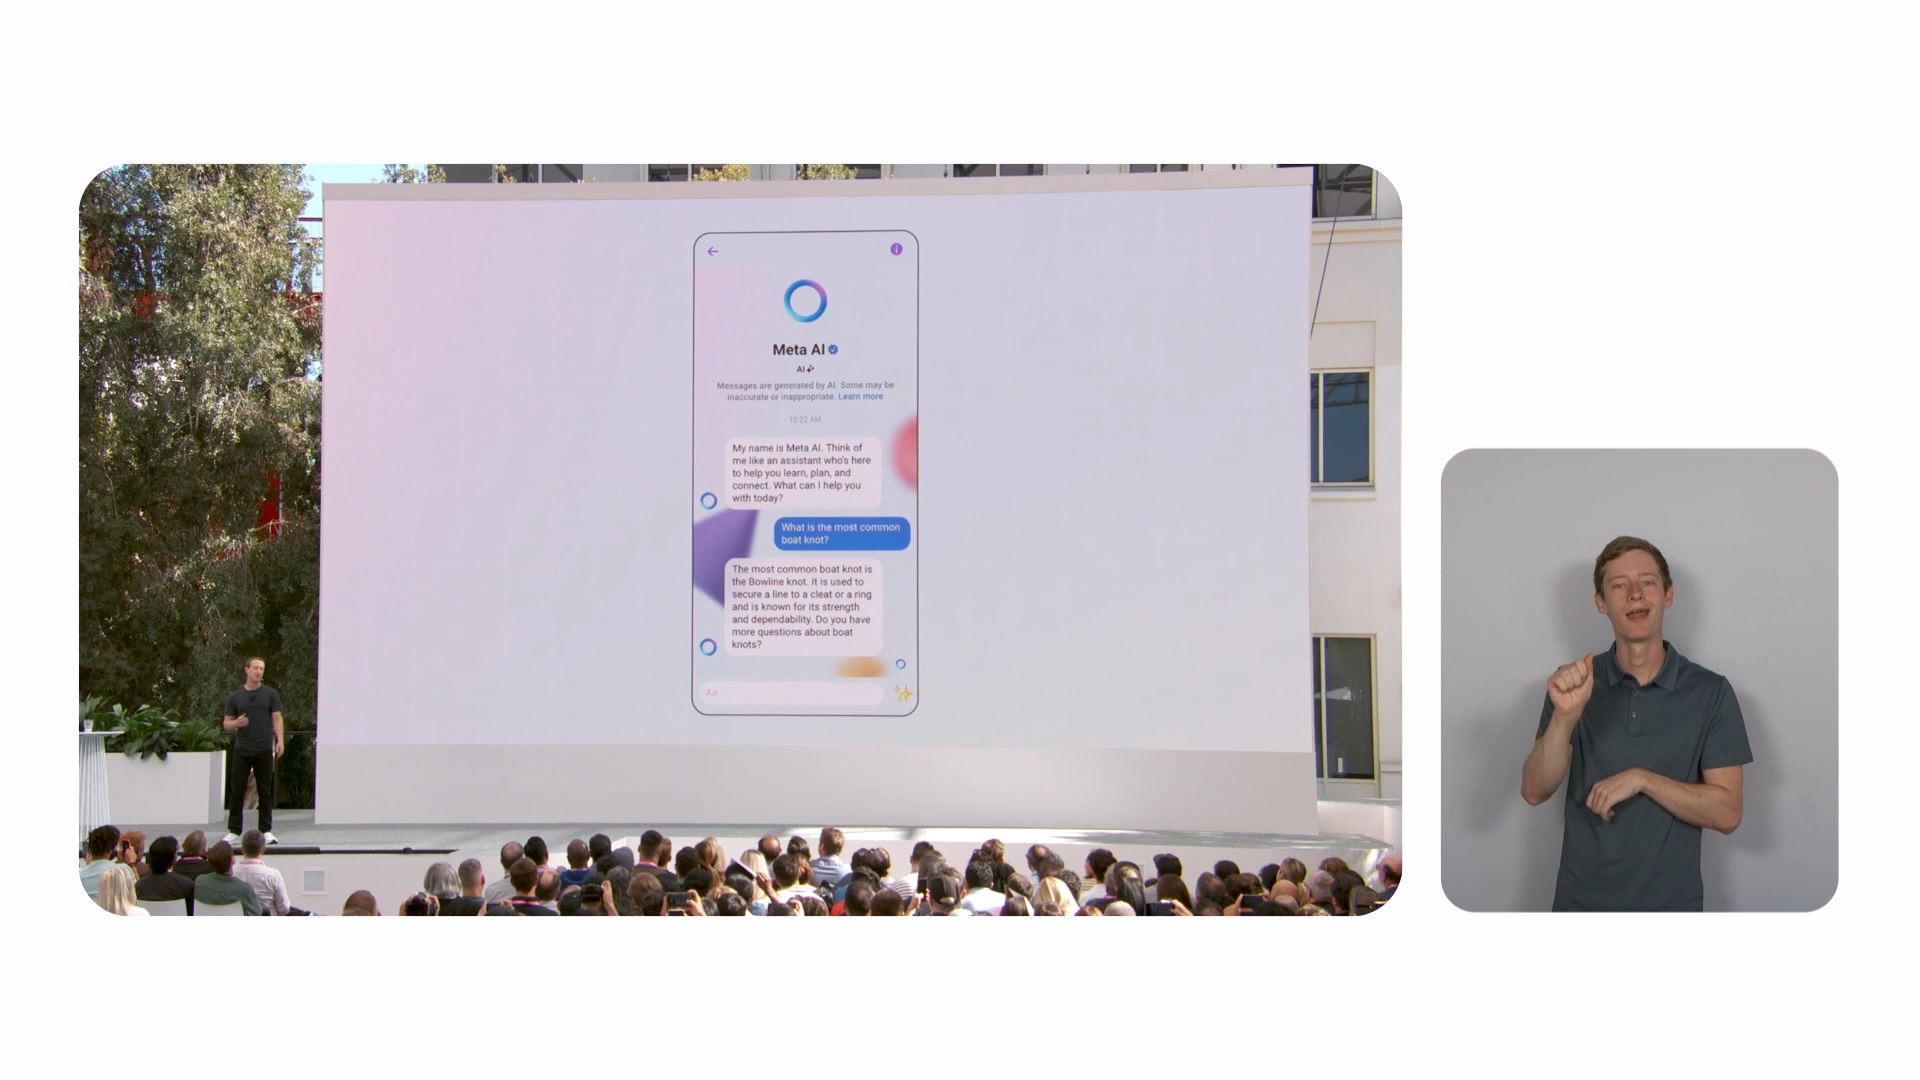 Meta AI
AI
Messages are generated by AI. Some may be
inaccurate or inappropriate. Learn more
10:22 AM
My name is Meta AI. Think of
me like an assistant who's here
to help you learn, plan, and
connect. What can I help you
with today?
What is the most common
boat knot?
The most common boat knot is
the Bowline knot. It is used to
secure a line to a cleat or a ring
and is known for its strength
and dependability. Do you have
more questions about boat
knots?
Aa